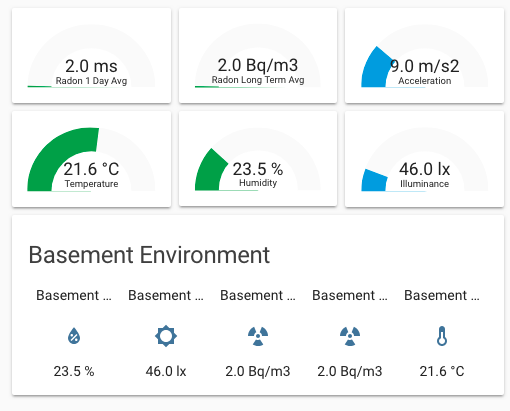 2.0 ms
Radon 1 Day Avg
2.0 Bq/m3
Radon Long Term Avg
9.0 m/s2
Acceleration
21.6 °C
Temperature
23.5 %
Humidity
46.0 lx
Illuminance
Basement Environment
Basement ... Basement ... Basement ... Basement ... Basement ...
23.5 % 46.0 lx 2.0 Bq/m3 2.0 Bq/m3 21.6 °C